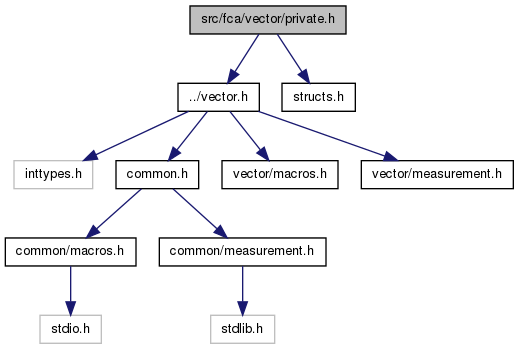 src/fca/vector/private.h
../vector.h
structs.h
inttypes.h
common.h
vector/macros.h
vector/measurement.h
common/macros.h
common/measurement.h
stdio.h
stdlib.h